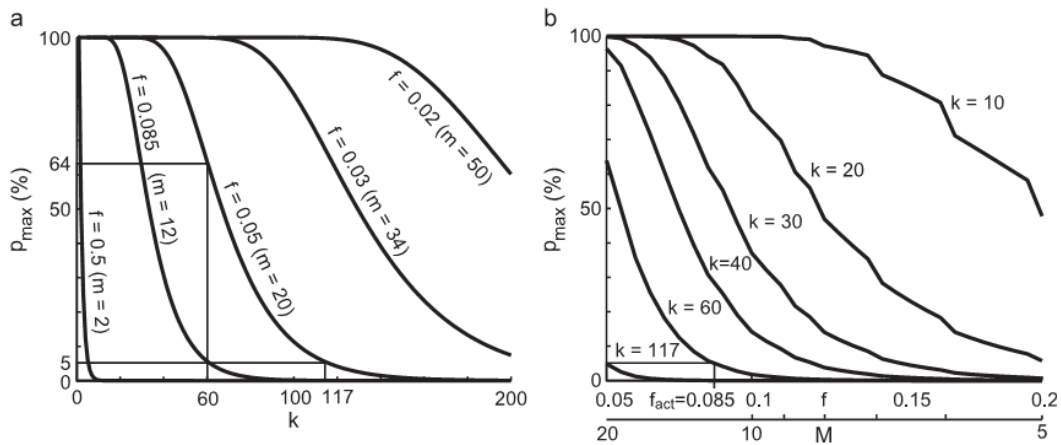 a
100
64
50
5
0
p_max (%)
f = 0.5 (m = 2)
f = 0.085
(m = 12)
f = 0.05 (m = 20)
f = 0.03 (m = 34)
f = 0.02 (m = 50)
0 60 100 117 200
k
b
100
50
0
p_max (%)
k = 10
k = 20
k = 30
k=40
k = 60
k = 117
0.05 f_act=0.085 0.1 f 0.15 0.2
20 10 M 5